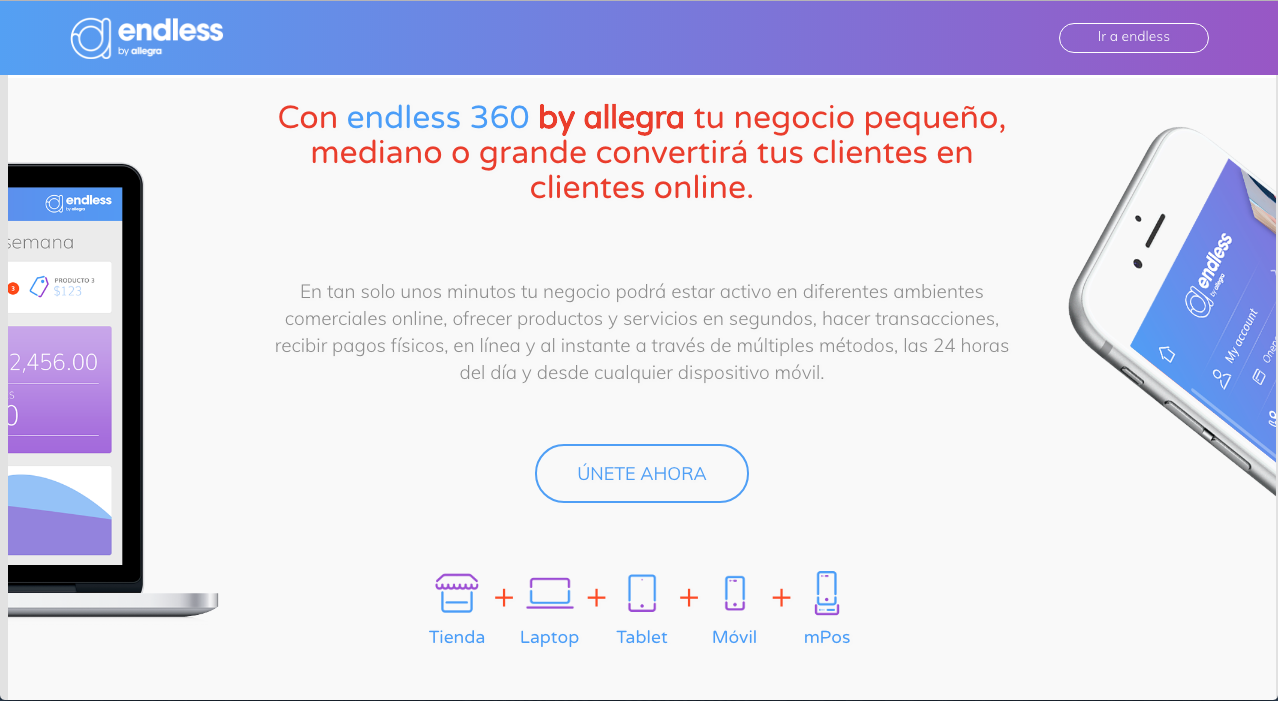 endless
by allegra
Ir a endless
Con endless 360 by allegra tu negocio pequeño,
mediano o grande convertirá tus clientes en
clientes online.
endless
by allegra
semana
3
PRODUCTO 3
$123
2,456.00
S
0
En tan solo unos minutos tu negocio podrá estar activo en diferentes ambientes
comerciales online, ofrecer productos y servicios en segundos, hacer transacciones,
recibir pagos físicos, en línea y al instante a través de múltiples métodos, las 24 horas
del día y desde cualquier dispositivo móvil.
endless
by allegra
My account
ÚNETE AHORA
+ + + +
Tienda Laptop Tablet Móvil mPos